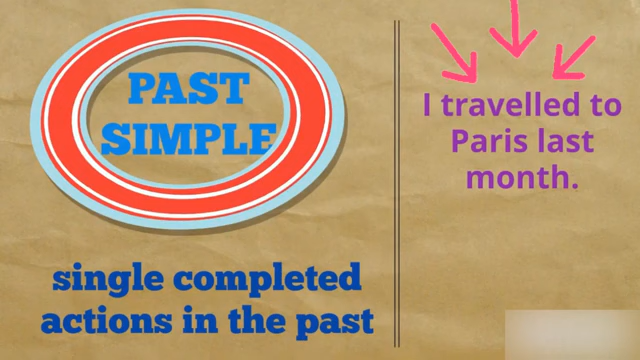 PAST
SIMPLE
single completed
actions in the past
I travelled to
Paris last
month.